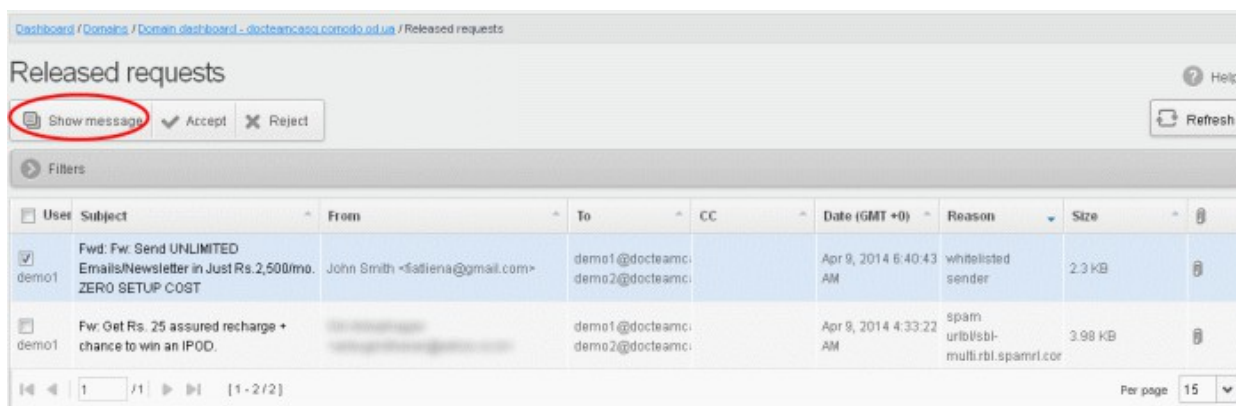 Dashboard / Domains / Domain dashboard - docteamcasg.comodo.od.ua / Released requests
Released requests
Help
Show message Accept Reject
Refresh
Filters
User Subject From To CC Date (GMT +0) Reason Size
demo1
Fwd: Fw: Send UNLIMITED
Emails/Newsletter in Just Rs.2,500/mo.
ZERO SETUP COST
John Smith <fiatliena@gmail.com>
demo1@docteamc
demo2@docteamc
Apr 9, 2014 6:40:43
AM
whitelisted
sender
2.3 KB
demo1
Fw: Get Rs. 25 assured recharge +
chance to win an IPOD.
demo1@docteamc
demo2@docteamc
Apr 9, 2014 4:33:22
AM
spam
urlbl/sbl-
multi.rbl.spamrl.cor
3.98 KB
1 /1 [1 - 2 / 2]
Per page 15